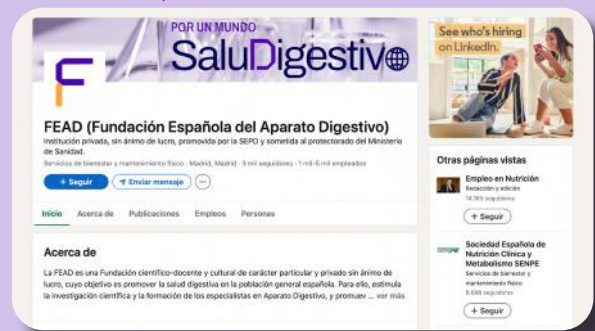 POR UN MUNDO
SaluDigestivo
FEAD (Fundación Española del Aparato Digestivo)
Institución privada, sin ánimo de lucro, promovida por la SEPD y sometida al protectorado del Ministerio
de Sanidad.
Servicios de bienestar y mantenimiento físico · Madrid, Madrid · 3 mil seguidores · 1 mil-5 mil empleados
+ Seguir
Enviar mensaje
Inicio
Acerca de
Publicaciones
Empleos
Personas
Acerca de
La FEAD es una Fundación científico-docente y cultural de carácter particular y privado sin ánimo de
lucro, cuyo objetivo es promover la salud digestiva en la población general española. Para ello, estimula
la investigación científica y la formación de los especialistas en Aparato Digestivo, y promuev ... ver más
See who's hiring
on LinkedIn.
Otras páginas vistas
Empleo en Nutrición
Redacción y edición
seguidores
+ Seguir
Sociedad Española de
Nutrición Clínica y
Metabolismo SENPE
Servicios de bienestar y
mantenimiento físico
seguidores
+ Seguir